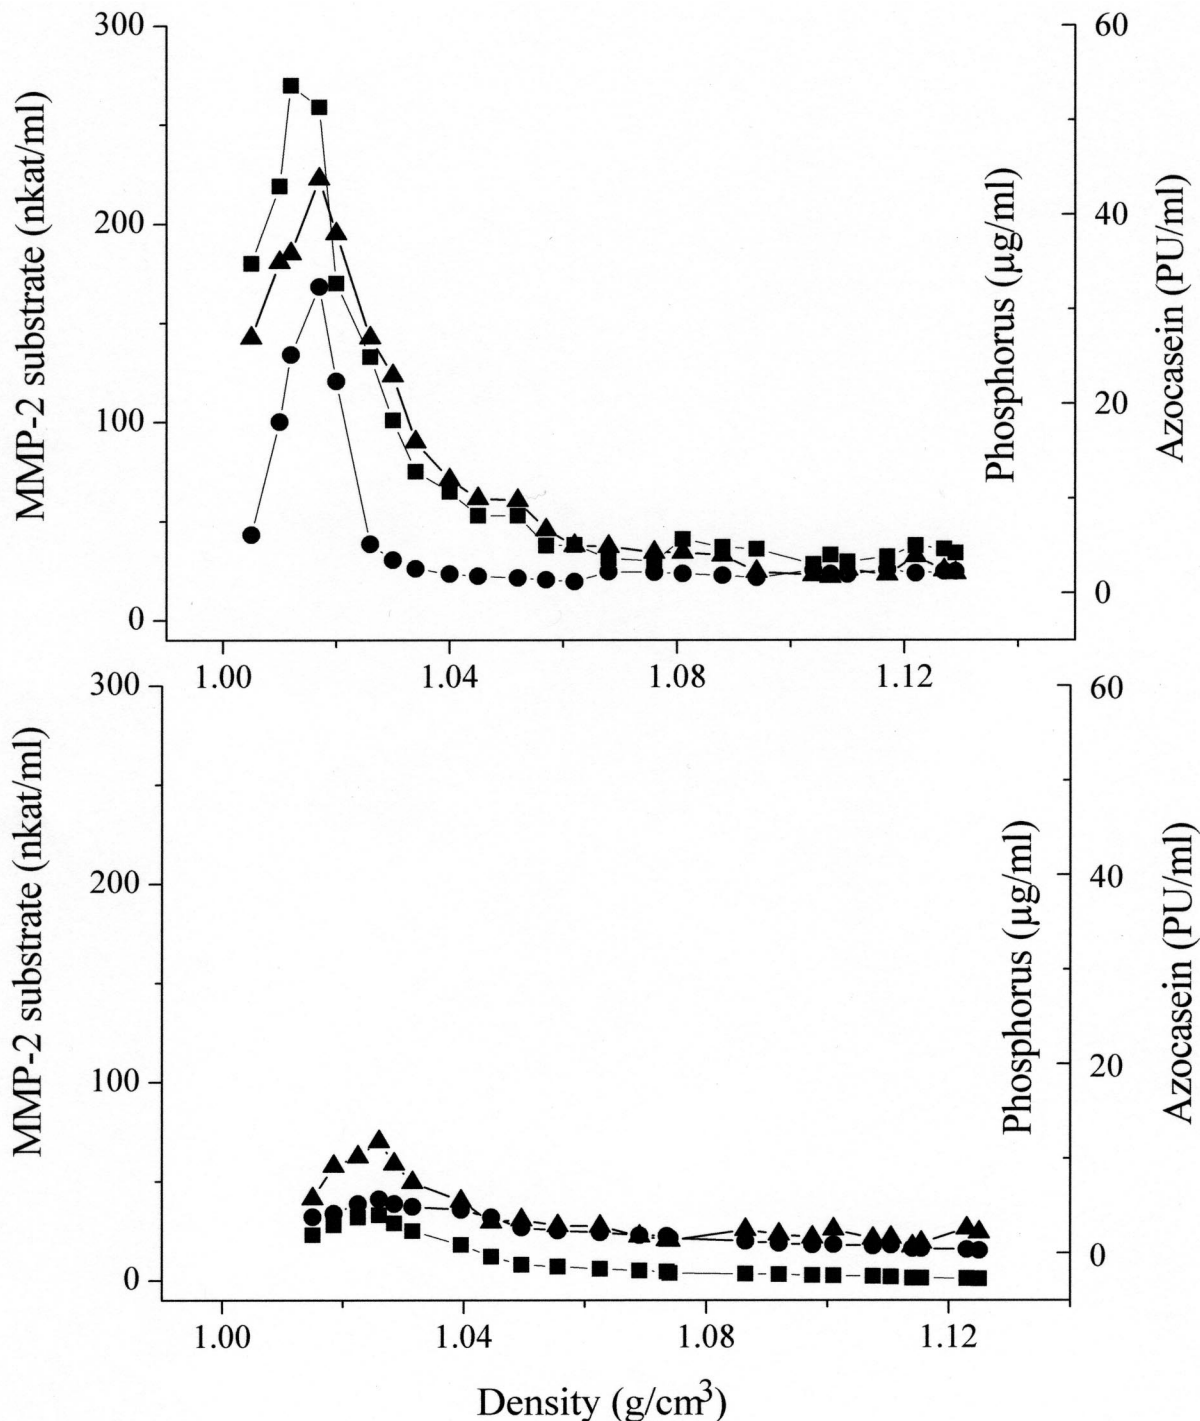 300
200
100
0
MMP-2 substrate (nkat/ml)
60
40
20
0
Phosphorus (µg/ml)
Azocasein (PU/ml)
1.00 1.04 1.08 1.12
300
200
100
0
MMP-2 substrate (nkat/ml)
60
40
20
0
Phosphorus (µg/ml)
Azocasein (PU/ml)
1.00 1.04 1.08 1.12
Density (g/cm³)